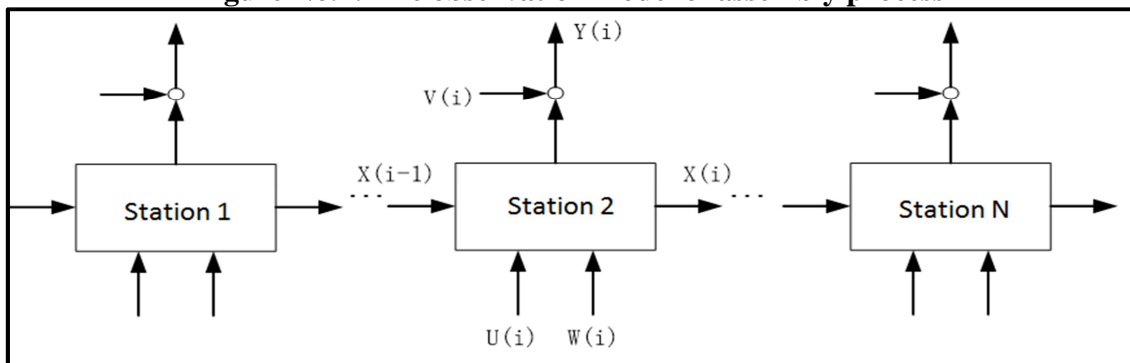 Y(i)
V(i)
X(i-1)
X(i)
...
...
Station 1
Station 2
Station N
U(i) W(i)